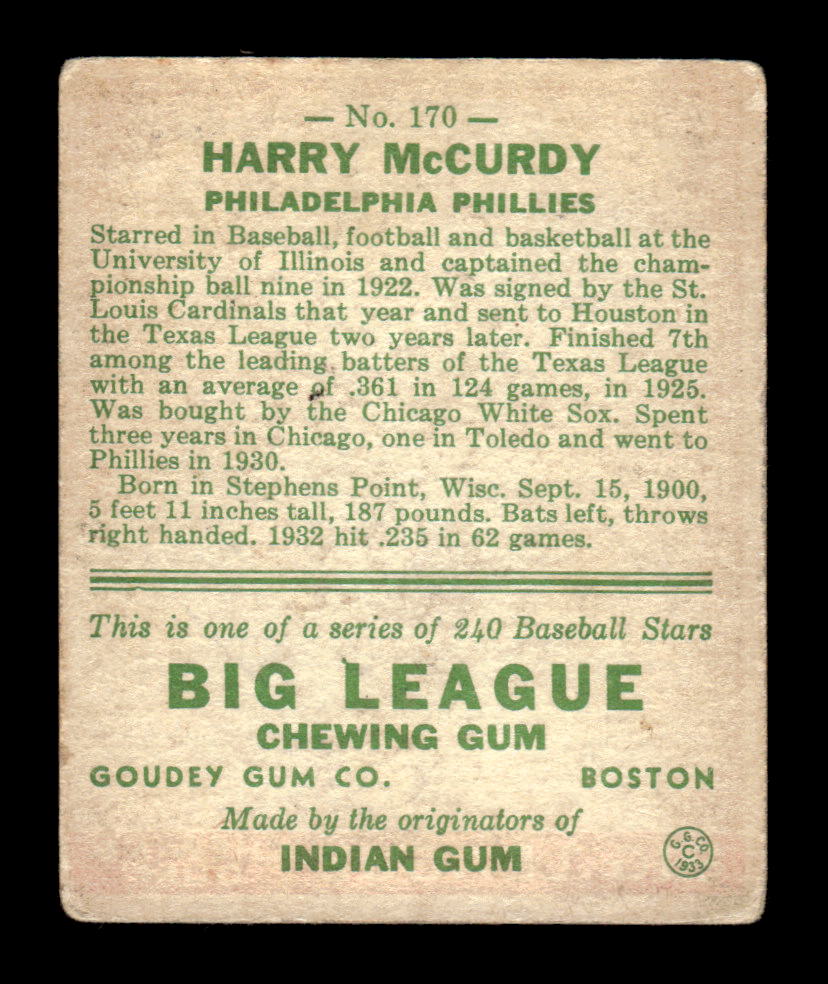 — No. 170 —
HARRY McCURDY
PHILADELPHIA PHILLIES
Starred in Baseball, football and basketball at the
University of Illinois and captained the cham-
pionship ball nine in 1922. Was signed by the St.
Louis Cardinals that year and sent to Houston in
the Texas League two years later. Finished 7th
among the leading batters of the Texas League
with an average of .361 in 124 games, in 1925.
Was bought by the Chicago White Sox. Spent
three years in Chicago, one in Toledo and went to
Phillies in 1930.
Born in Stephens Point, Wisc. Sept. 15, 1900,
5 feet 11 inches tall, 187 pounds. Bats left, throws
right handed. 1932 hit .235 in 62 games.
This is one of a series of 240 Baseball Stars
BIG LEAGUE
CHEWING GUM
GOUDEY GUM CO. BOSTON
Made by the originators of
INDIAN GUM
G. G. CO.
C
1933